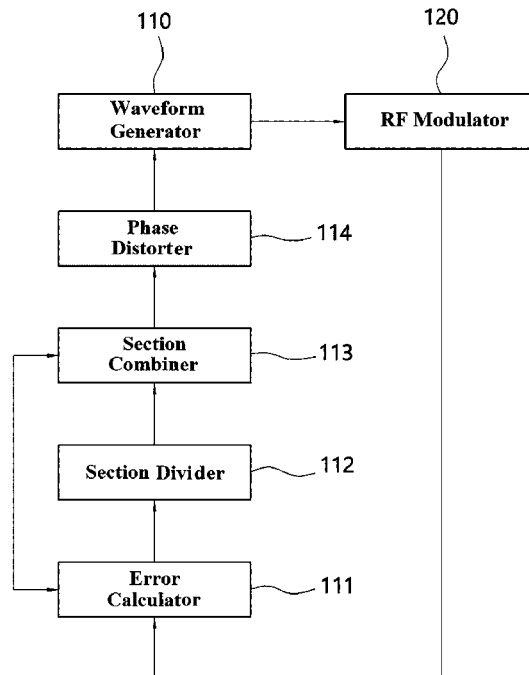 110
120
Waveform
Generator
RF Modulator
Phase
Distorter
114
Section
Combiner
113
Section Divider
112
Error
Calculator
111